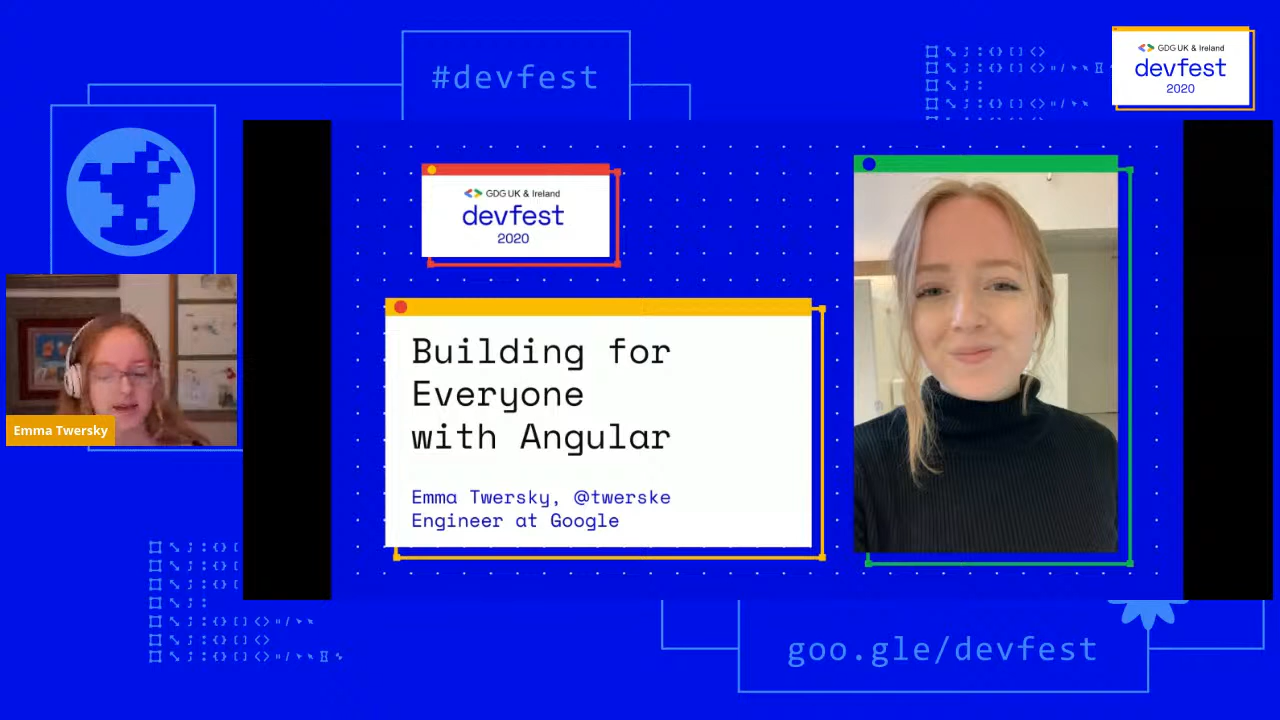 #devfest
GDG UK & Ireland
devfest
2020
GDG UK & Ireland
devfest
2020
Building for
Everyone
with Angular
Emma Twersky, @twerske
Engineer at Google
Emma Twersky
goo.gle/devfest